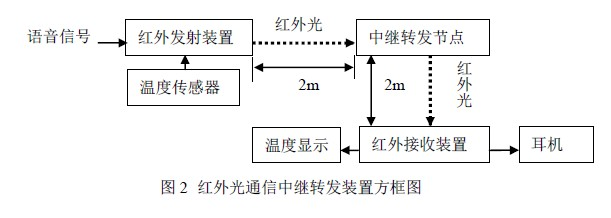 语音信号
红外发射装置
红外光
中继转发节点
温度传感器
2m
2m
红外光
温度显示
红外接收装置
耳机
图 2 红外光通信中继转发装置方框图